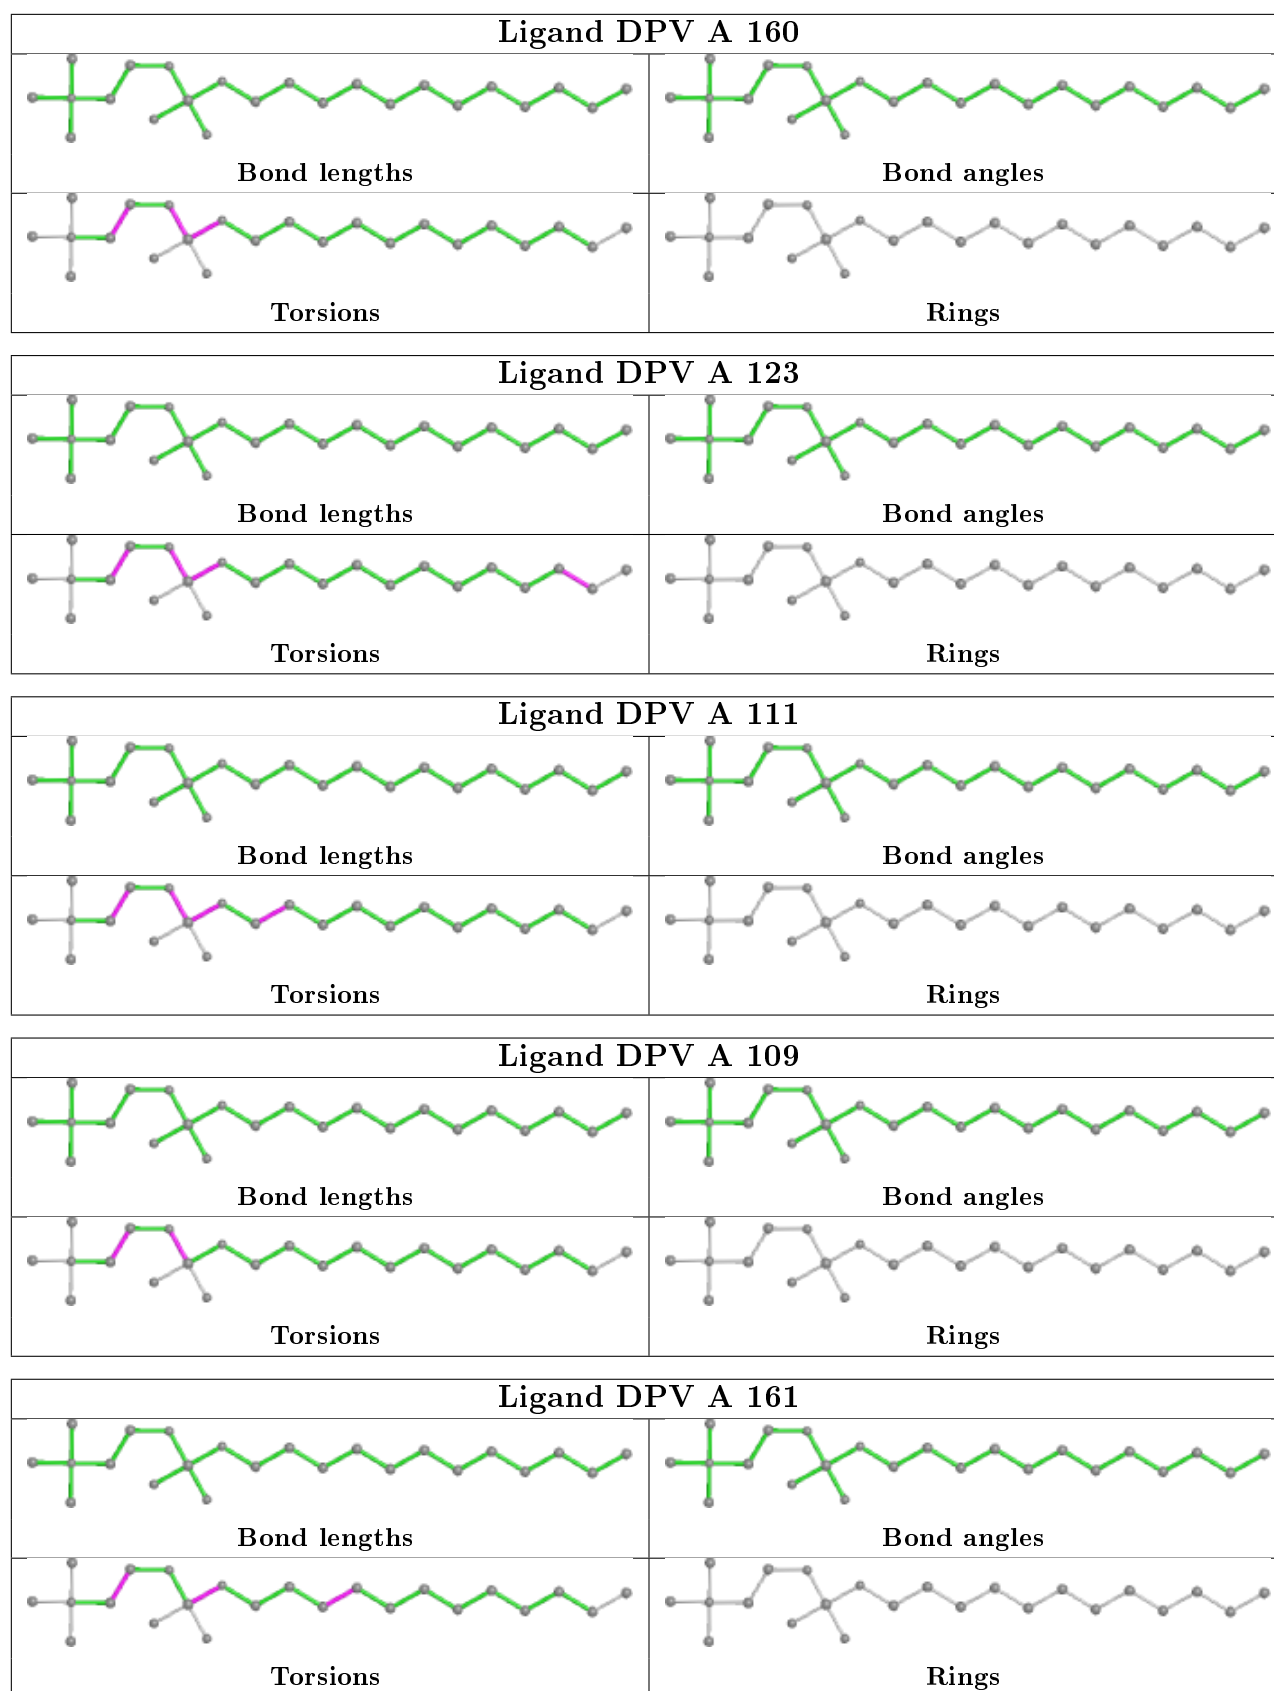 Ligand DPV A 160
Bond lengths
Bond angles
Torsions
Rings
Ligand DPV A 123
Bond lengths
Bond angles
Torsions
Rings
Ligand DPV A 111
Bond lengths
Bond angles
Torsions
Rings
Ligand DPV A 109
Bond lengths
Bond angles
Torsions
Rings
Ligand DPV A 161
Bond lengths
Bond angles
Torsions
Rings